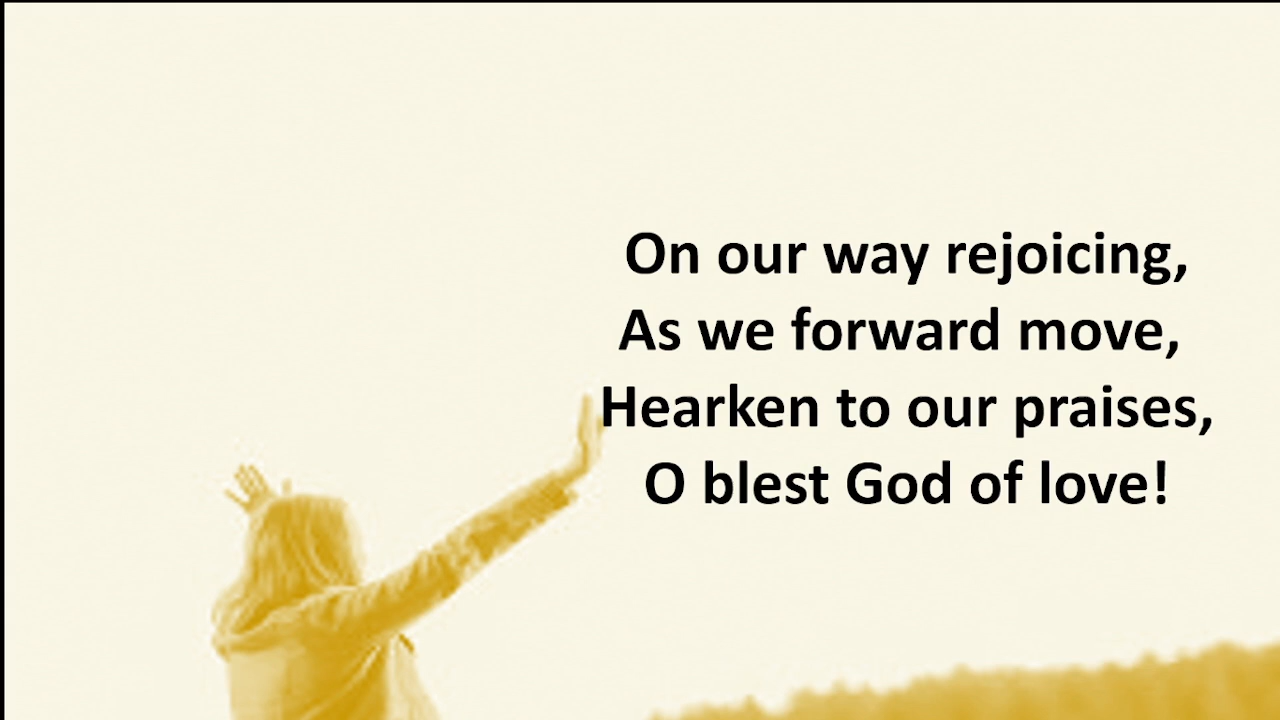 On our way rejoicing,
As we forward move,
Hearken to our praises,
O blest God of love!